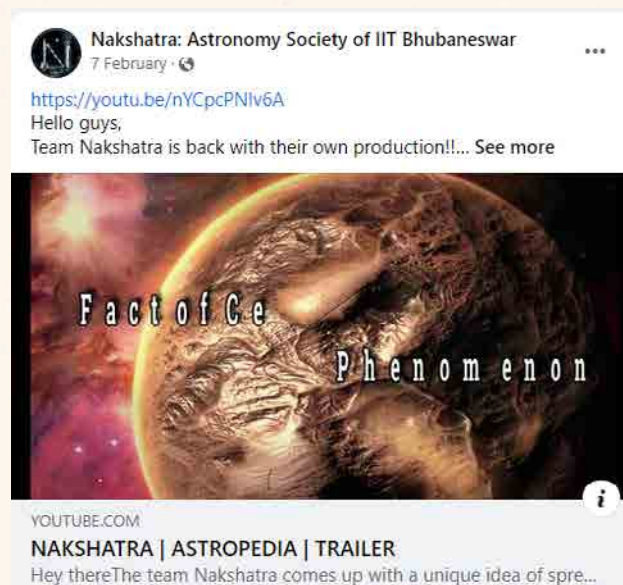 Nakshatra: Astronomy Society of IIT Bhubaneswar
7 February ·
https://youtu.be/nYCpcPNIv6A
Hello guys,
Team Nakshatra is back with their own production!!... See more
Fact of Ce
Phenomenon
YOUTUBE.COM
NAKSHATRA | ASTROPEDIA | TRAILER
Hey thereThe team Nakshatra comes up with a unique idea of spre...